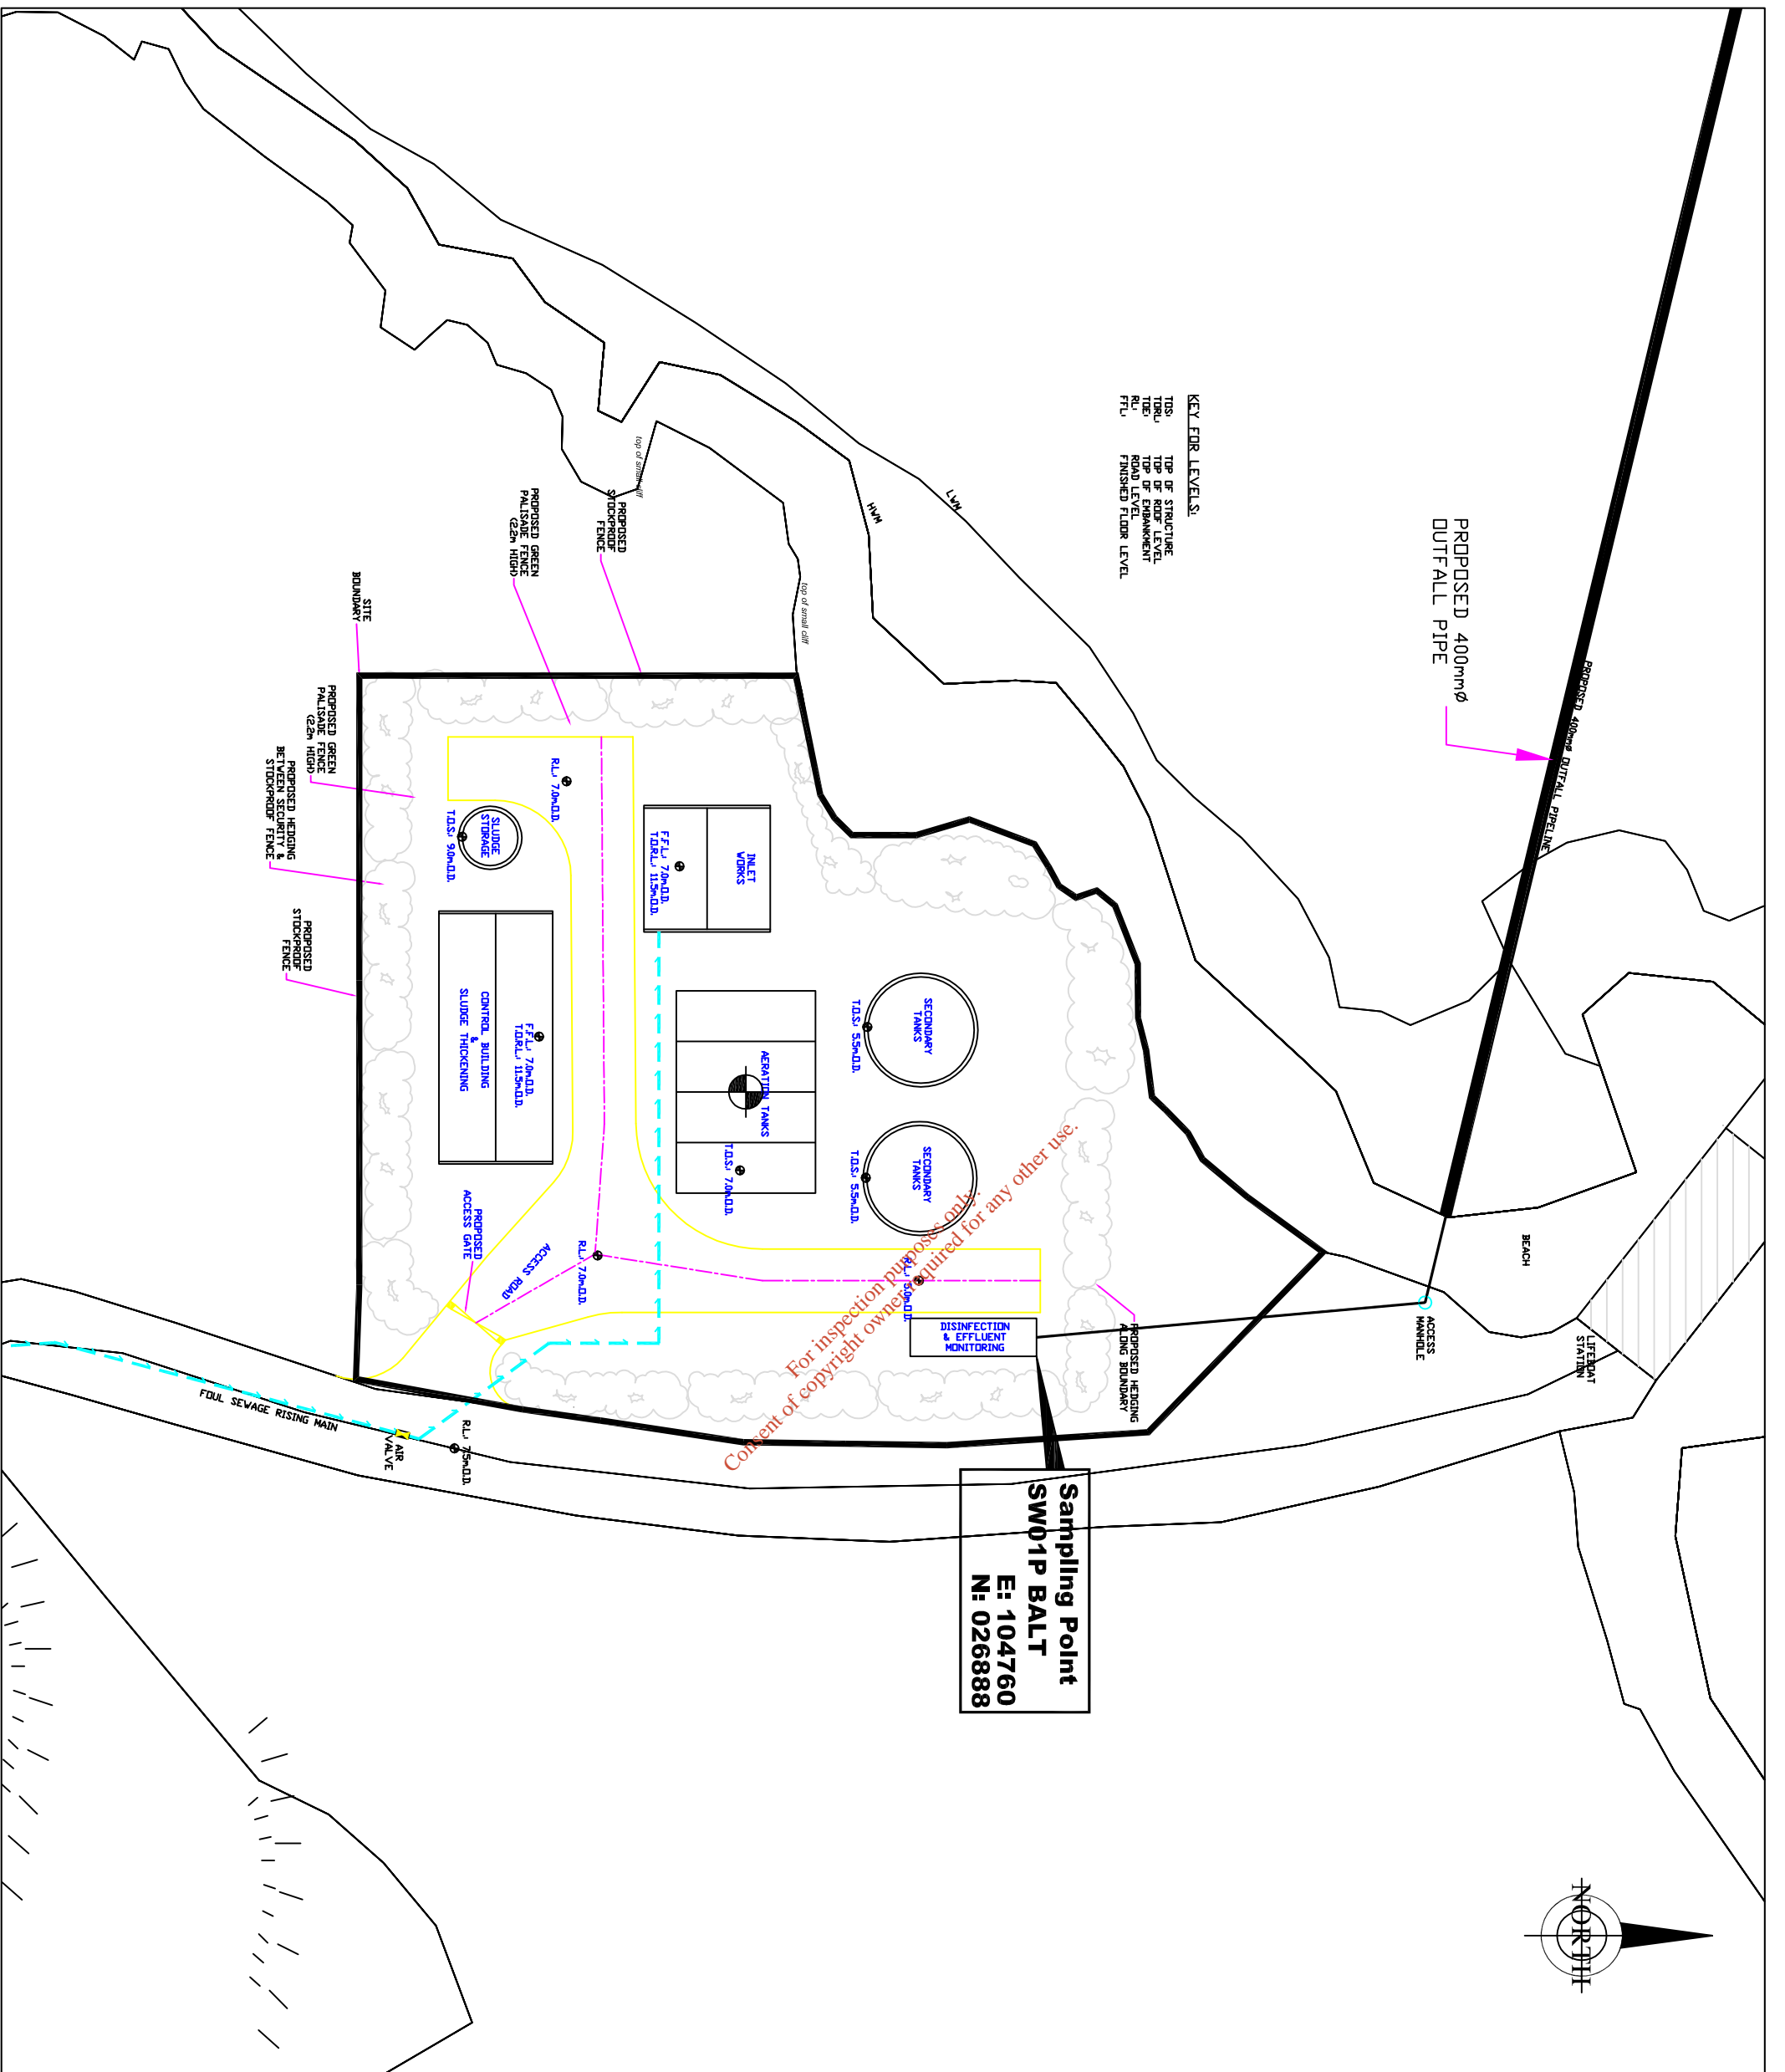 PROPOSED 400mmØ
OUTFALL PIPE
PROPOSED 400mmø OUTFALL PIPELINE
KEY FOR LEVELS:
TOS: TOP OF STRUCTURE
TORL: TOP OF ROOF LEVEL
TOE: TOP OF EMBANKMENT
RL: ROAD LEVEL
FFL: FINISHED FLOOR LEVEL
LWM
HWM
top of small cliff
top of small cliff
PROPOSED
STOCKPROOF
FENCE
PROPOSED GREEN
PALISADE FENCE
(2.2m HIGH)
SITE
BOUNDARY
PROPOSED GREEN
PALISADE FENCE
(2.2m HIGH)
PROPOSED HEDGING
BETWEEN SECURITY &
STOCKPROOF FENCE
PROPOSED
STOCKPROOF
FENCE
R.L.: 7.0m.O.D.
SLUDGE
STORAGE
T.O.S.: 9.0m.O.D.
INLET
WORKS
F.F.L.: 7.0m.O.D.
T.O.R.L.: 11.5m.O.D.
F.F.L.: 7.0m.O.D.
T.O.R.L.: 11.5m.O.D.
CONTROL BUILDING
&
SLUDGE THICKENING
SECONDARY
TANKS
T.O.S.: 5.5m.O.D.
AERATION TANKS
T.O.S.: 7.0m.O.D.
SECONDARY
TANKS
T.O.S.: 5.5m.O.D.
PROPOSED
ACCESS GATE
ACCESS ROAD
R.L.: 7.0m.O.D.
R.L.: 5.0m.O.D.
DISINFECTION
& EFFLUENT
MONITORING
PROPOSED HEDGING
ALONG BOUNDARY
BEACH
ACCESS
MANHOLE
LIFEBOAT
STATION
FOUL SEWAGE RISING MAIN
AIR
VALVE
R.L.: 7.5m.O.D.
Sampling Point
SW01P BALT
E: 104760
N: 026888
NORTH
For inspection purposes only.
Consent of copyright owner required for any other use.